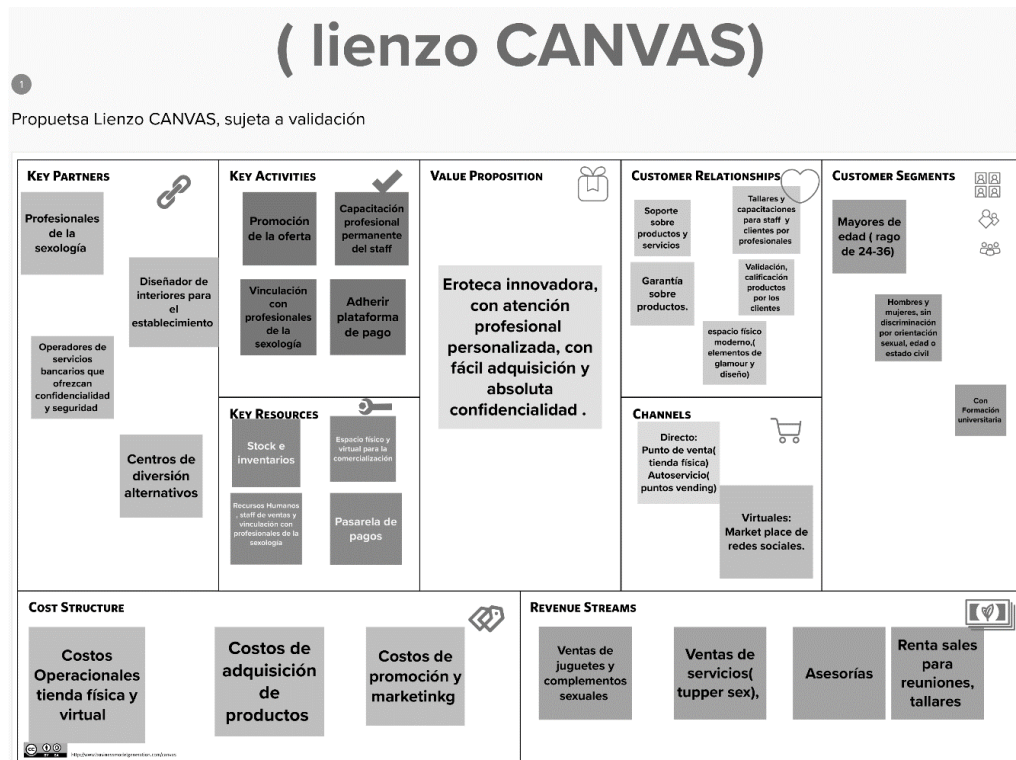 ( lienzo CANVAS)
1
Propuetsa Lienzo CANVAS, sujeta a validación
KEY PARTNERS
Profesionales
de la
sexología
Diseñador de
interiores para
el
establecimiento
Operadores de
servicios
bancarios que
ofrezcan
confidencialidad
y seguridad
Centros de
diversión
alternativos
KEY ACTIVITIES
Promoción
de la oferta
Capacitación
profesional
permanente
del staff
Vinculación
con
profesionales
de la
sexología
Adherir
plataforma
de pago
KEY RESOURCES
Stock e
inventarios
Espacio físico y
virtual para la
comercialización
Recursos Humanos
, staff de ventas y
vinculación con
profesionales de la
sexología
Pasarela de
pagos
VALUE PROPOSITION
Eroteca innovadora,
con atención
profesional
personalizada, con
fácil adquisición y
absoluta
confidencialidad .
CUSTOMER RELATIONSHIPS
Soporte
sobre
productos y
servicios
Tallares y
capacitaciones
para staff y
clientes por
profesionales
Garantía
sobre
productos.
Validación,
calificación
productos
por los
clientes
espacio físico
moderno,(
elementos de
glamour y
diseño)
CHANNELS
Directo:
Punto de venta(
tienda física)
Autoservicio(
puntos vending)
Virtuales:
Market place de
redes sociales.
CUSTOMER SEGMENTS
Mayores de
edad ( rago
de 24-36)
Hombres y
mujeres, sin
discriminación
por orientación
sexual, edad o
estado civil
Con
Formación
universitaria
COST STRUCTURE
Costos
Operacionales
tienda física y
virtual
Costos de
adquisición
de
productos
Costos de
promoción y
marketinkg
REVENUE STREAMS
Ventas de
juguetes y
complementos
sexuales
Ventas de
servicios(
tupper sex),
Asesorías
Renta sales
para
reuniones,
tallares